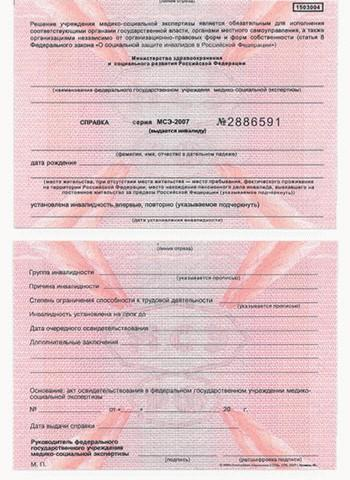 (линия отреза)
1503004
Решение учреждения медико-социальной экспертизы является обязательным для исполнения
соответствующими органами государственной власти, органами местного самоуправления, а также
организациями независимо от организационно-правовых форм и форм собственности (статья 8
Федерального закона «О социальной защите инвалидов в Российской Федерации»)
Министерство здравоохранения
и социального развития Российской Федерации
(наименование федерального государственного учреждения медико-социальной экспертизы)
СПРАВКА серия МСЭ-2007 №2886591
(выдается инвалиду)
(фамилия, имя, отчество в дательном падеже)
дата рождения
(место жительства, при отсутствии места жительства — место пребывания, фактического проживания
на территории Российской Федерации, место нахождения пенсионного дела инвалида, выехавшего на
постоянное жительство за пределы Российской Федерации (указываемое подчеркнуть))
установлена инвалидность впервые, повторно (указываемое подчеркнуть)
(дата установления инвалидности)
(линия отреза)
Группа инвалидности
(указывается прописью)
Причина инвалидности
Степень ограничения способности к трудовой деятельности
(указывается прописью)
Инвалидность установлена на срок до
Дата очередного освидетельствования
Дополнительные заключения
Основание: акт освидетельствования в федеральном государственном учреждении медико-
социальной экспертизы
№ от « » 20 г.
Дата выдачи справки
Руководитель федерального
государственного учреждения
медико-социальной экспертизы
(подпись) (расшифровка подписи)
М. П.